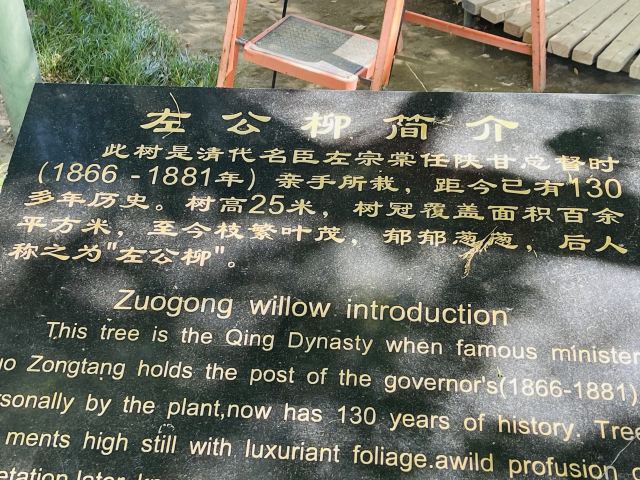 左公柳简介
此树是清代名臣左宗棠任陕甘总督时
(1866 -1881年) 亲手所栽，距今已有130
多年历史。树高25米，树冠覆盖面积百余
平方米，至今枝繁叶茂，郁郁葱葱，后人
称之为"左公柳"。
Zuogong willow introduction
This tree is the Qing Dynasty when famous minister
Zongtang holds the post of the governor's(1866-1881)
by the plant,now has 130 years of history. Tree
ments high still with luxuriant foliage.awild profusion